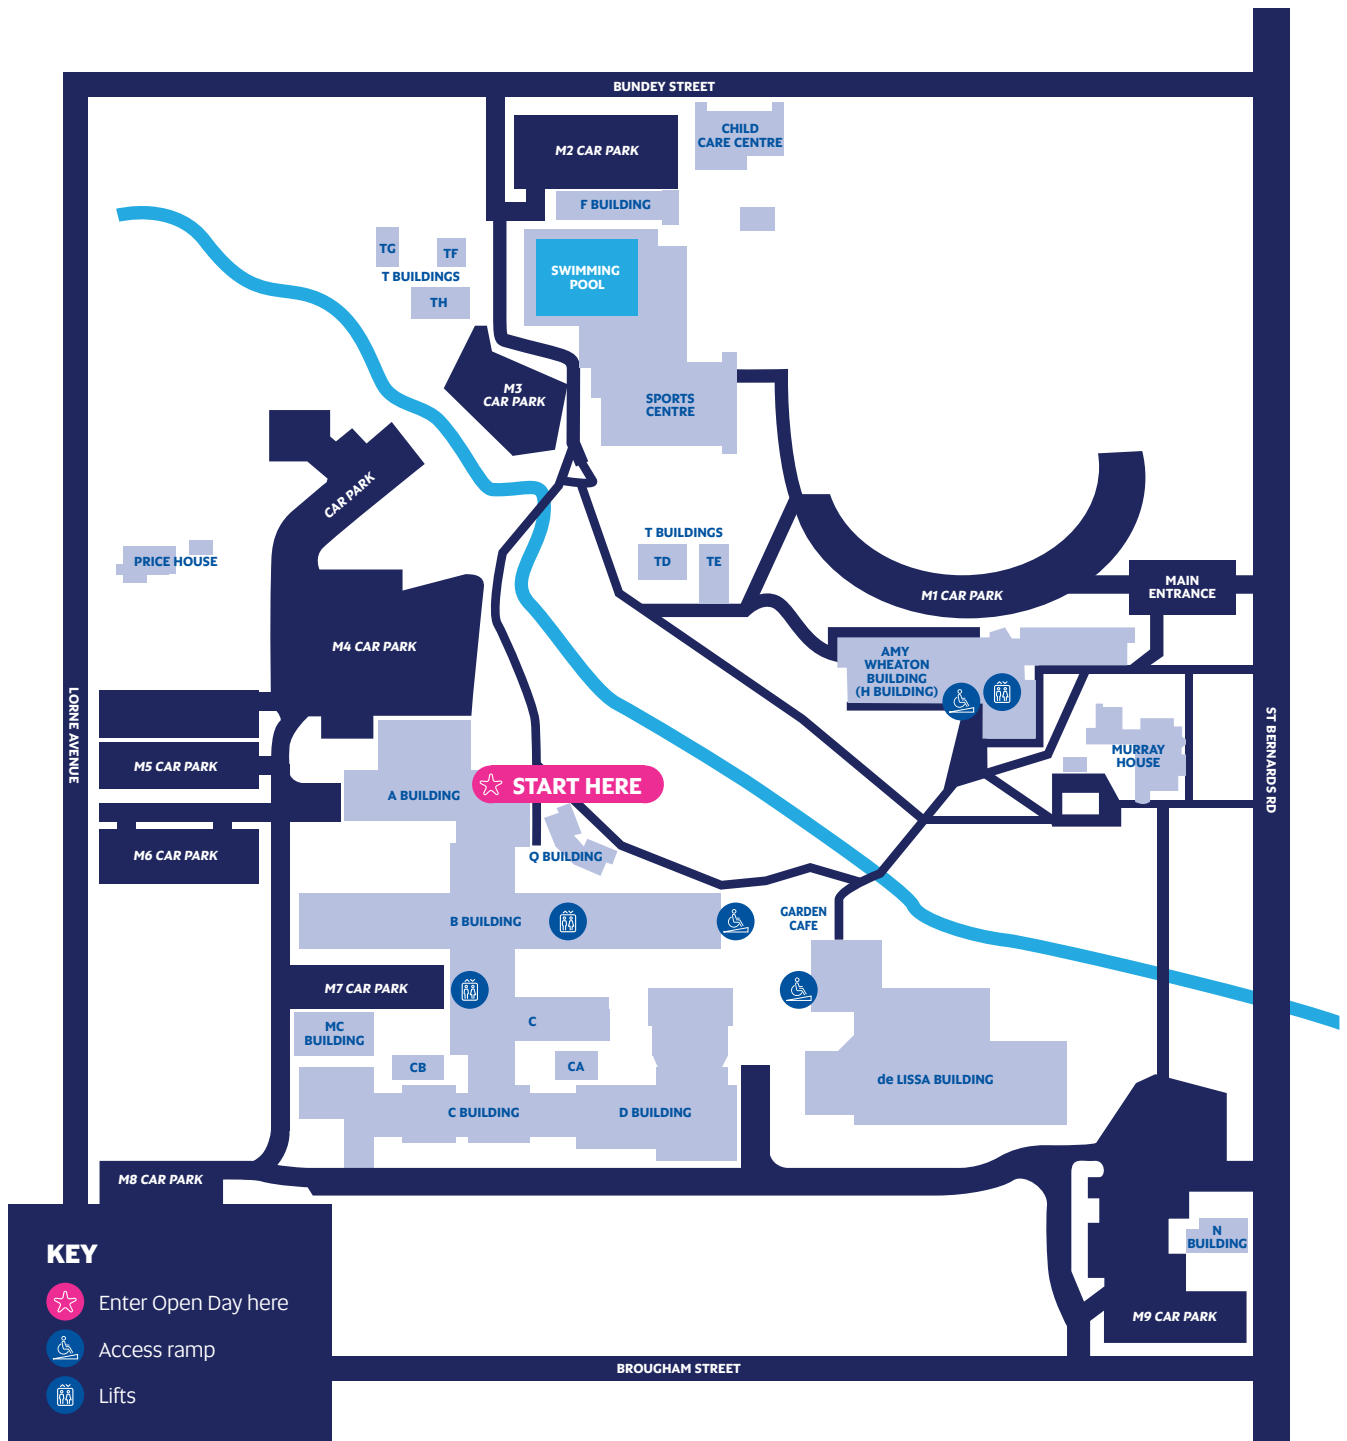 BUNDEY STREET
M2 CAR PARK
CHILD
CARE CENTRE
F BUILDING
TG
TF
T BUILDINGS
TH
SWIMMING
POOL
M3
CAR PARK
SPORTS
CENTRE
CAR PARK
T BUILDINGS
TD
TE
PRICE HOUSE
M1 CAR PARK
MAIN
ENTRANCE
M4 CAR PARK
AMY
WHEATON
BUILDING
(H BUILDING)
LORNE AVENUE
ST BERNARDS RD
MURRAY
HOUSE
M5 CAR PARK
START HERE
A BUILDING
M6 CAR PARK
Q BUILDING
B BUILDING
GARDEN
CAFE
M7 CAR PARK
MC
BUILDING
C
CB
CA
de LISSA BUILDING
C BUILDING
D BUILDING
M8 CAR PARK
N
BUILDING
M9 CAR PARK
KEY
Enter Open Day here
Access ramp
Lifts
BROUGHAM STREET